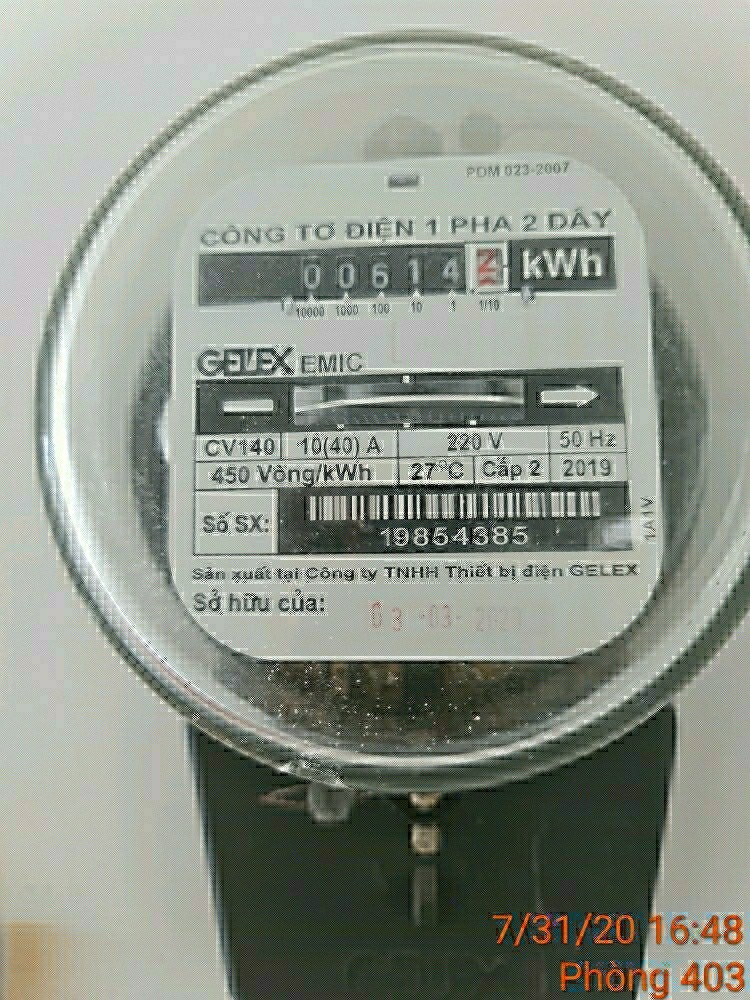 PDM 023-2007
CÔNG TƠ ĐIỆN 1 PHA 2 DÂY
0 0 6 1 4 kWh
10000 1000 100 10 1 1/10
GELEX EMIC
CV140 10(40) A 220 V 50 Hz
450 Vòng/kWh 27°C Cấp 2 2019
Số SX:
19854385
1A1V
Sản xuất tại Công ty TNHH Thiết bị điện GELEX
Sở hữu của:
03 -03-
7/31/20 16:48
Phòng 403